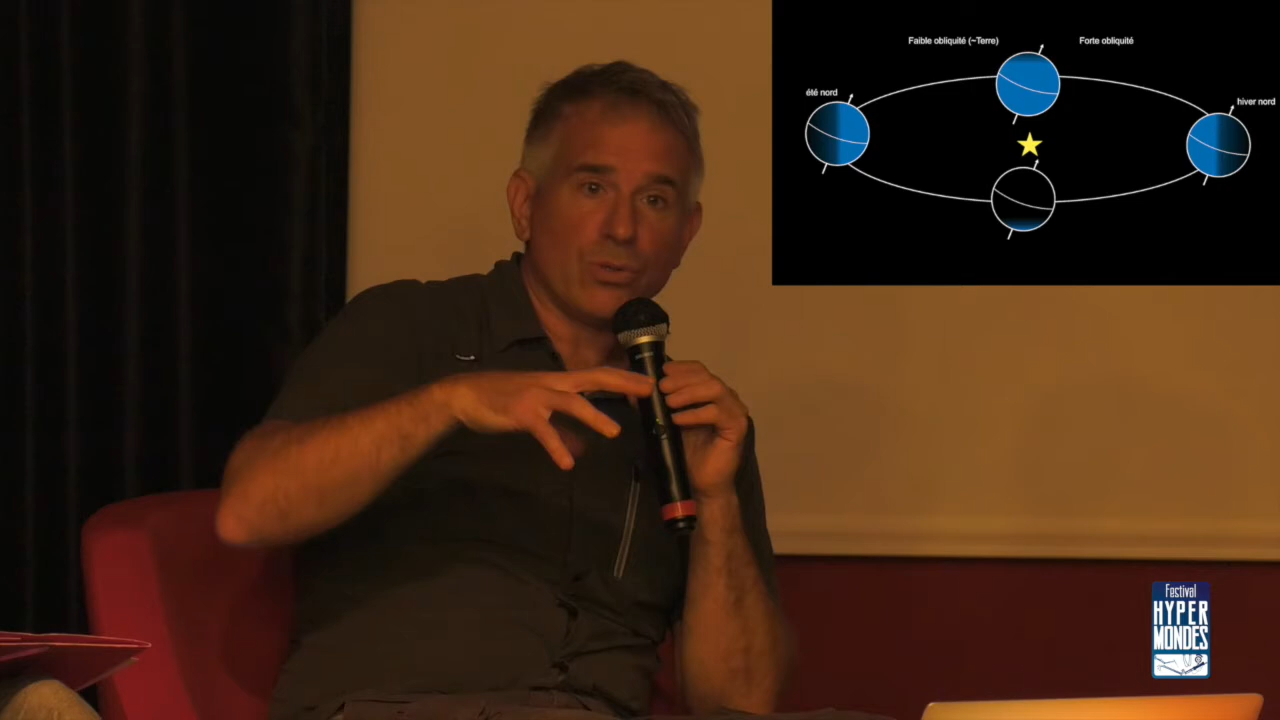 Faible obliquité (~Terre)
Forte obliquité
été nord
hiver nord
Festival
HYPER
MONDES